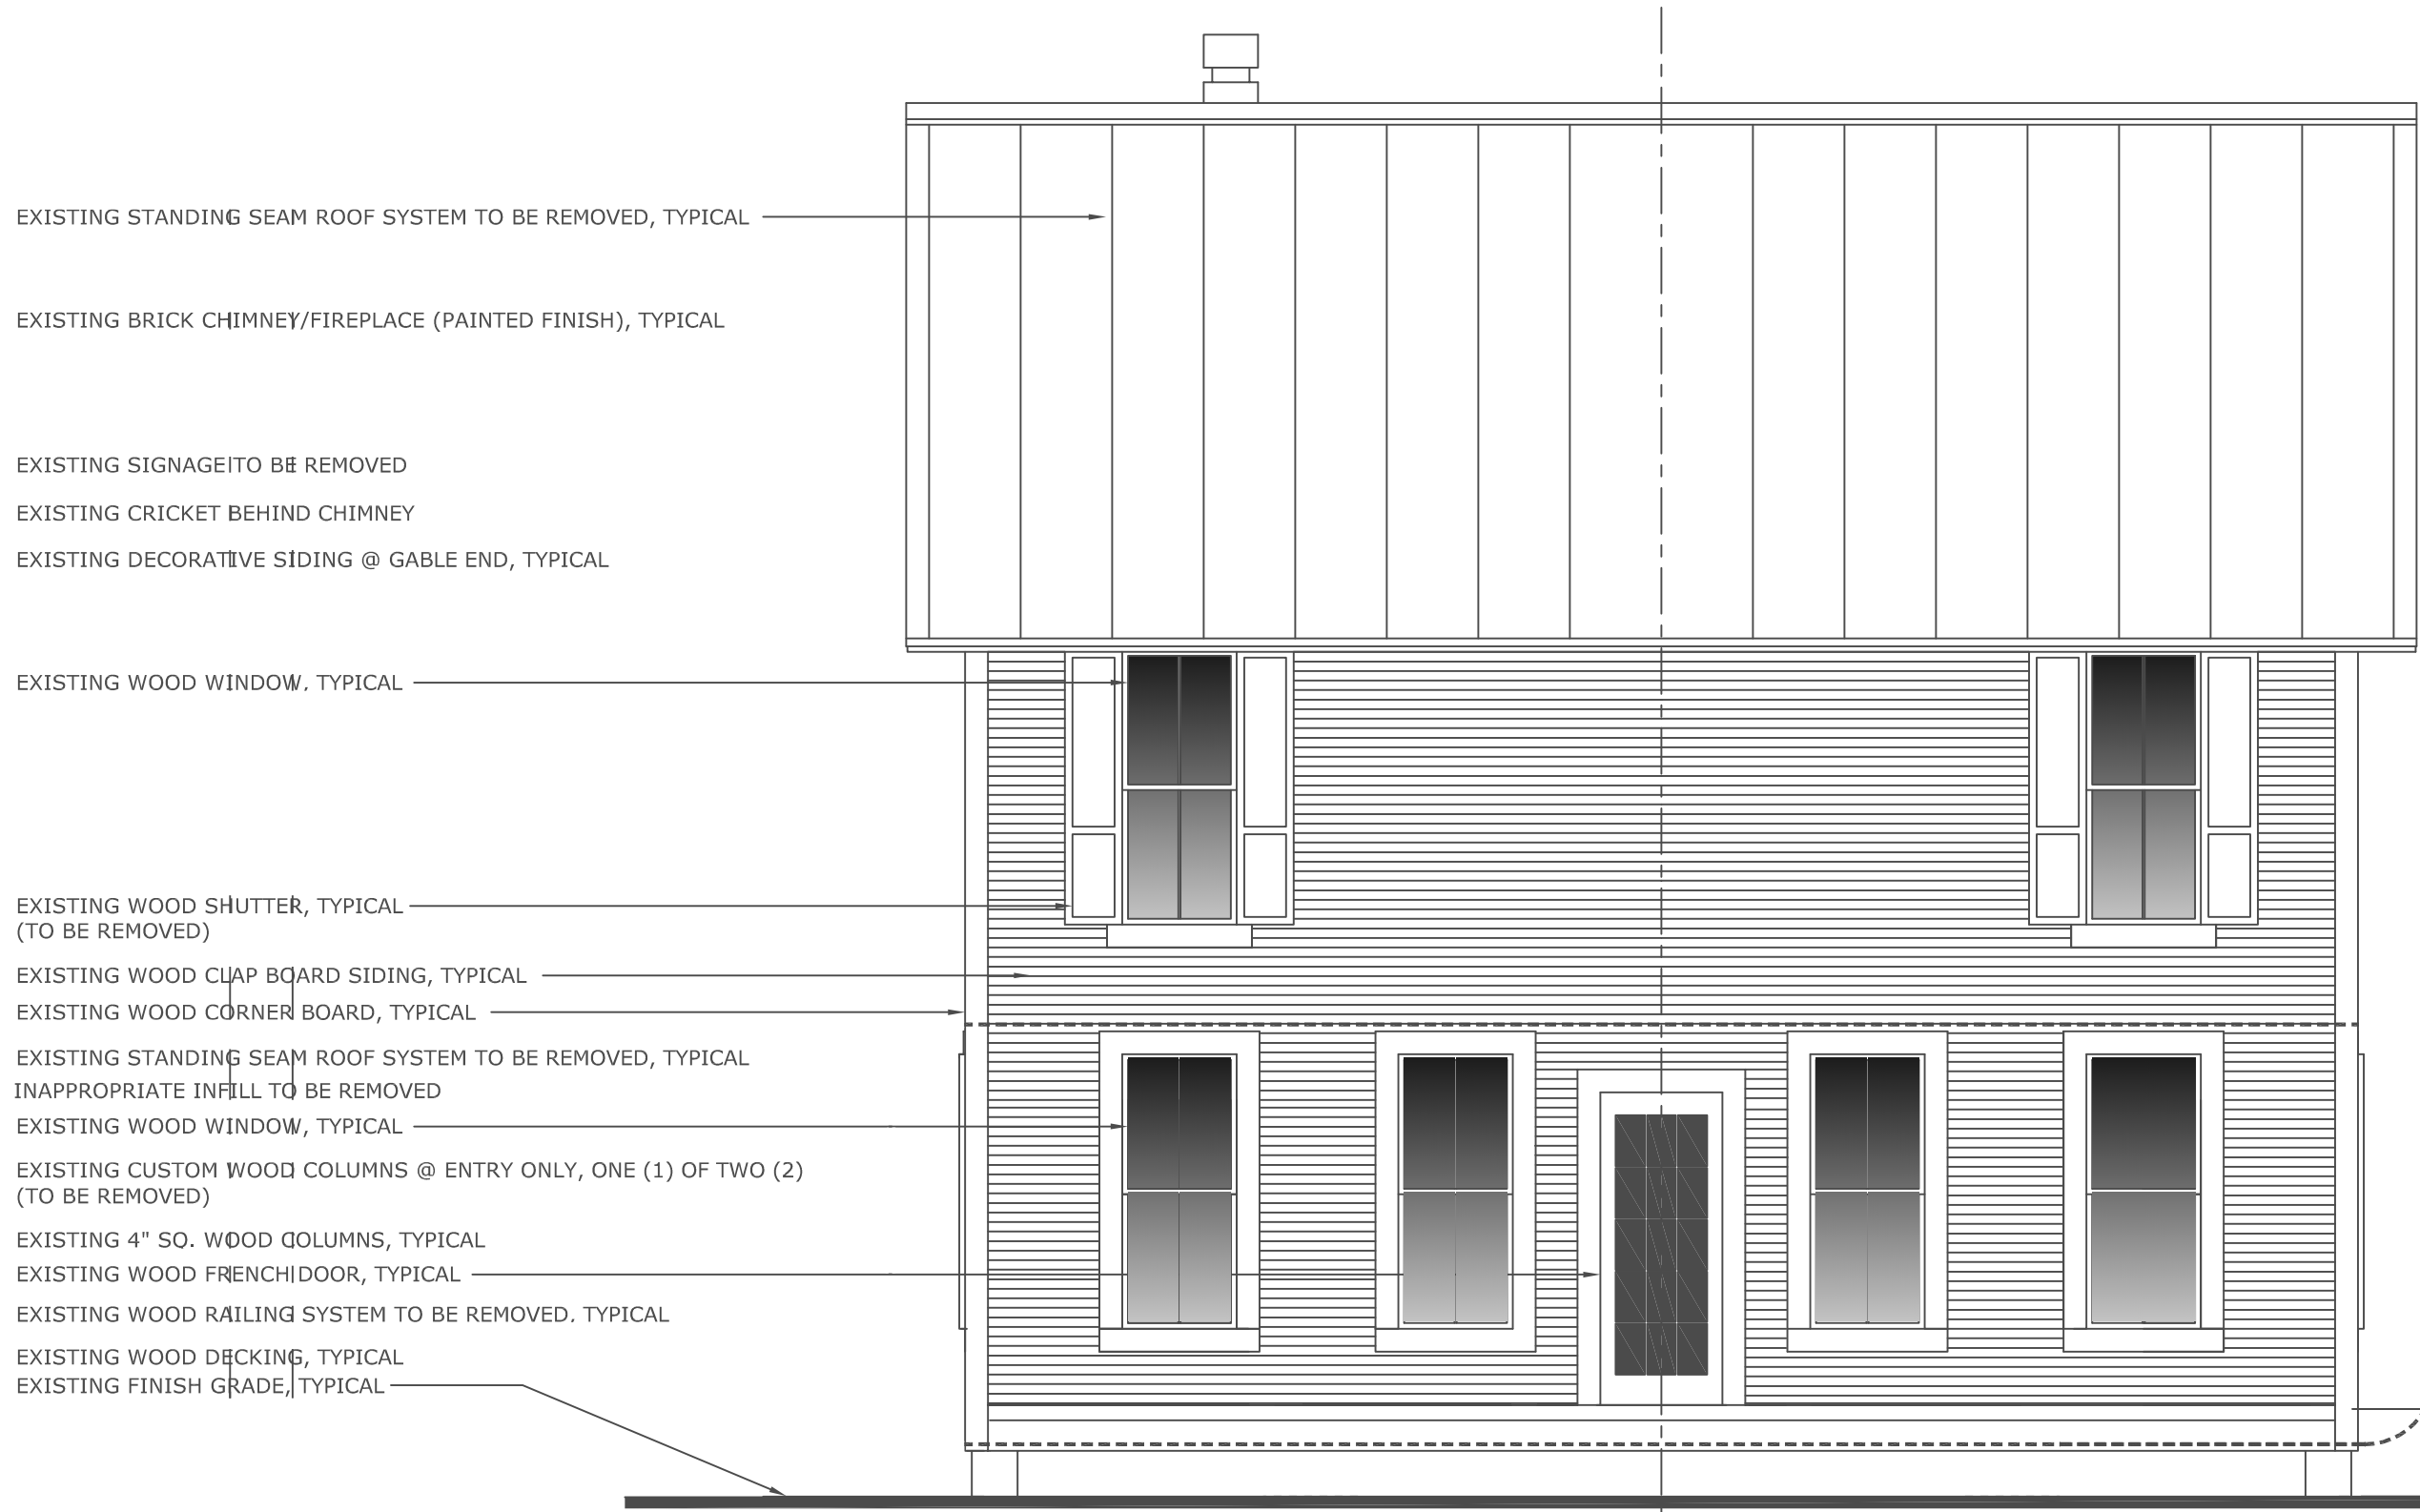 EXISTING STANDING SEAM ROOF SYSTEM TO BE REMOVED, TYPICAL
EXISTING BRICK CHIMNEY/FIREPLACE (PAINTED FINISH), TYPICAL
EXISTING SIGNAGE TO BE REMOVED
EXISTING CRICKET BEHIND CHIMNEY
EXISTING DECORATIVE SIDING @ GABLE END, TYPICAL
EXISTING WOOD WINDOW. TYPICAL
EXISTING WOOD SHUTTER, TYPICAL
(TO BE REMOVED)
EXISTING WOOD CLAP BOARD SIDING, TYPICAL
EXISTING WOOD CORNER BOARD, TYPICAL
EXISTING STANDING SEAM ROOF SYSTEM TO BE REMOVED, TYPICAL
INAPPROPRIATE INFILL TO BE REMOVED
EXISTING WOOD WINDOW, TYPICAL
EXISTING CUSTOM WOOD COLUMNS @ ENTRY ONLY, ONE (1) OF TWO (2)
(TO BE REMOVED)
EXISTING 4" SQ. WOOD COLUMNS, TYPICAL
EXISTING WOOD FRENCH DOOR, TYPICAL
EXISTING WOOD RAILING SYSTEM TO BE REMOVED. TYPICAL
EXISTING WOOD DECKING, TYPICAL
EXISTING FINISH GRADE, TYPICAL